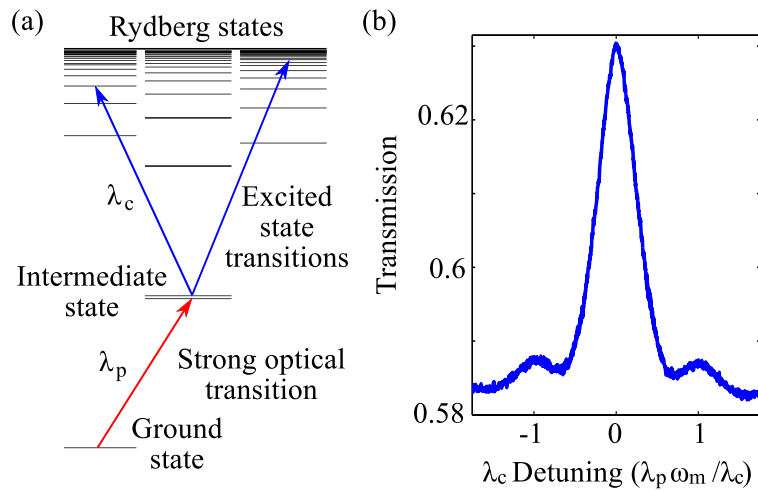 (a)
Rydberg states
λc
Excited
state
transitions
Intermediate
state
λp
Strong optical
transition
Ground
state
(b)
Transmission
0.62
0.6
0.58
-1
0
1
λc Detuning (λp ωm /λc)